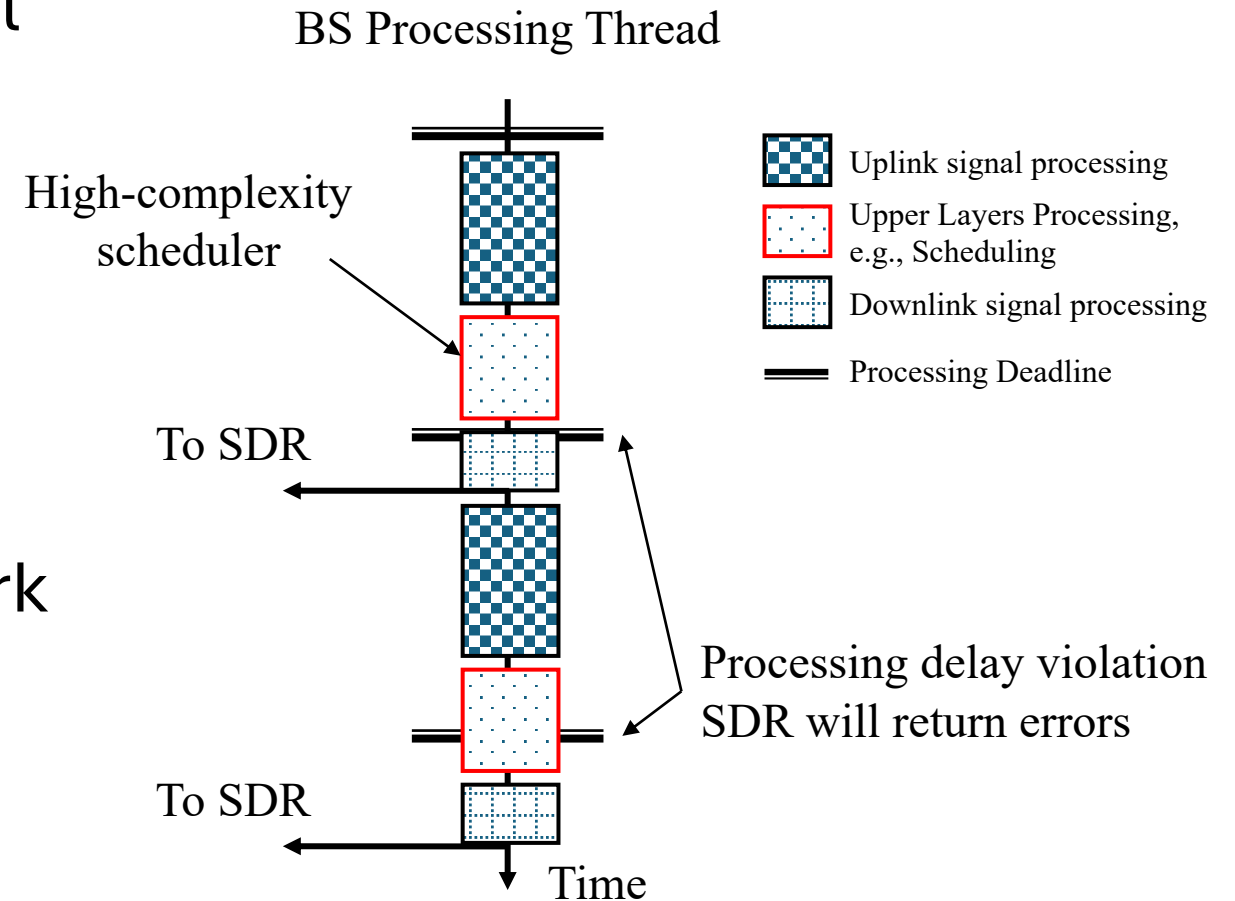 BS Processing Thread
High-complexity
scheduler
Uplink signal processing
Upper Layers Processing,
e.g., Scheduling
Downlink signal processing
Processing Deadline
To SDR
rk
Processing delay violation
SDR will return errors
To SDR
Time